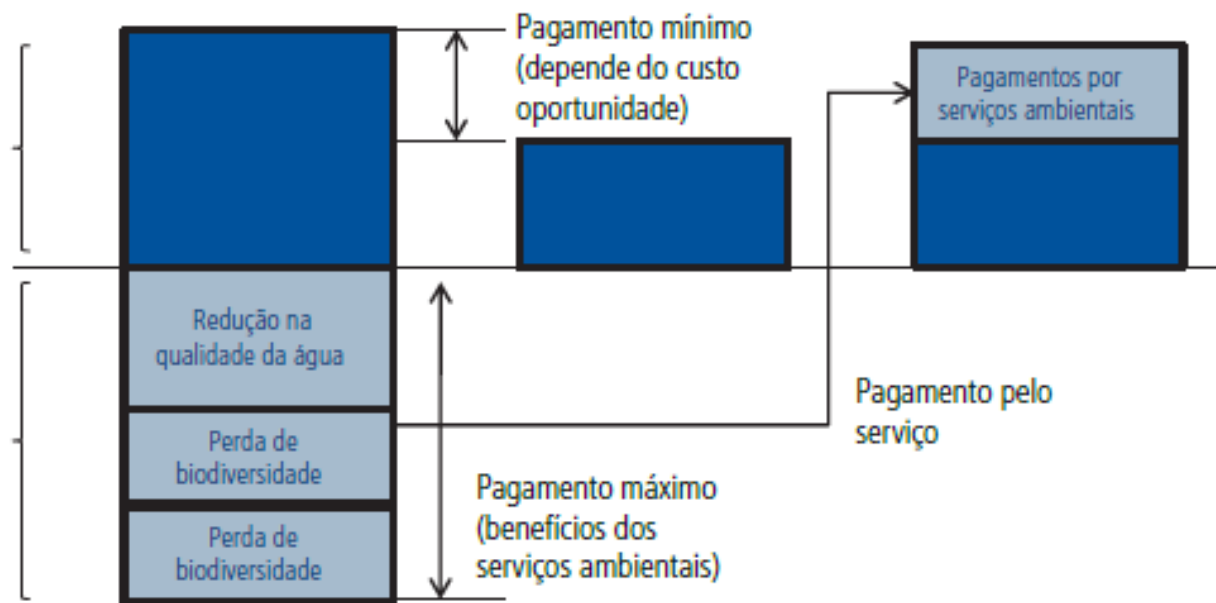 Pagamento mínimo
(depende do custo
oportunidade)
Pagamentos por
serviços ambientais
Redução na
qualidade da água
Perda de
biodiversidade
Perda de
biodiversidade
Pagamento máximo
(benefícios dos
serviços ambientais)
Pagamento pelo
serviço